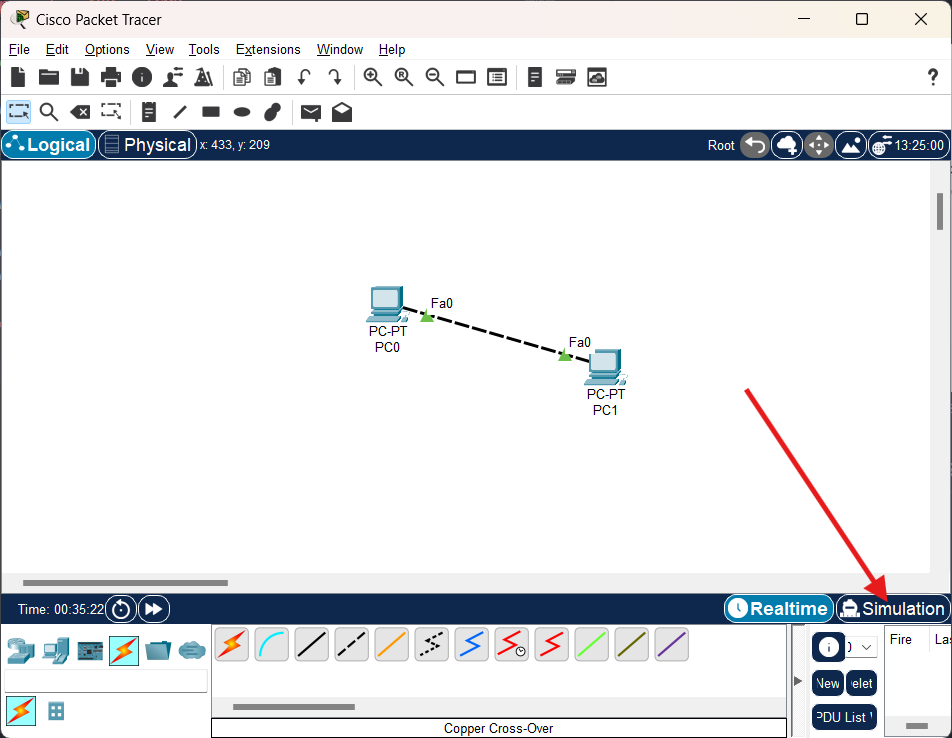 Cisco Packet Tracer
File Edit Options View Tools Extensions Window Help
?
Logical Physical x: 433, y: 209 Root 13:25:00
Fa0
PC-PT
PC0
Fa0
PC-PT
PC1
Time: 00:35:22 Realtime Simulation
Fire Las
New elet
PDU List
Copper Cross-Over